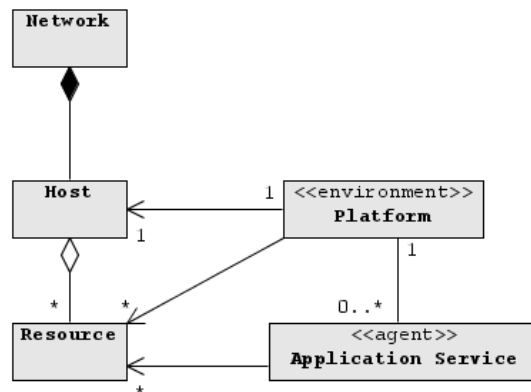 Network
Host
1
<<environment>>
Platform
1
1
*
*
0..*
Resource
<<agent>>
Application Service
*